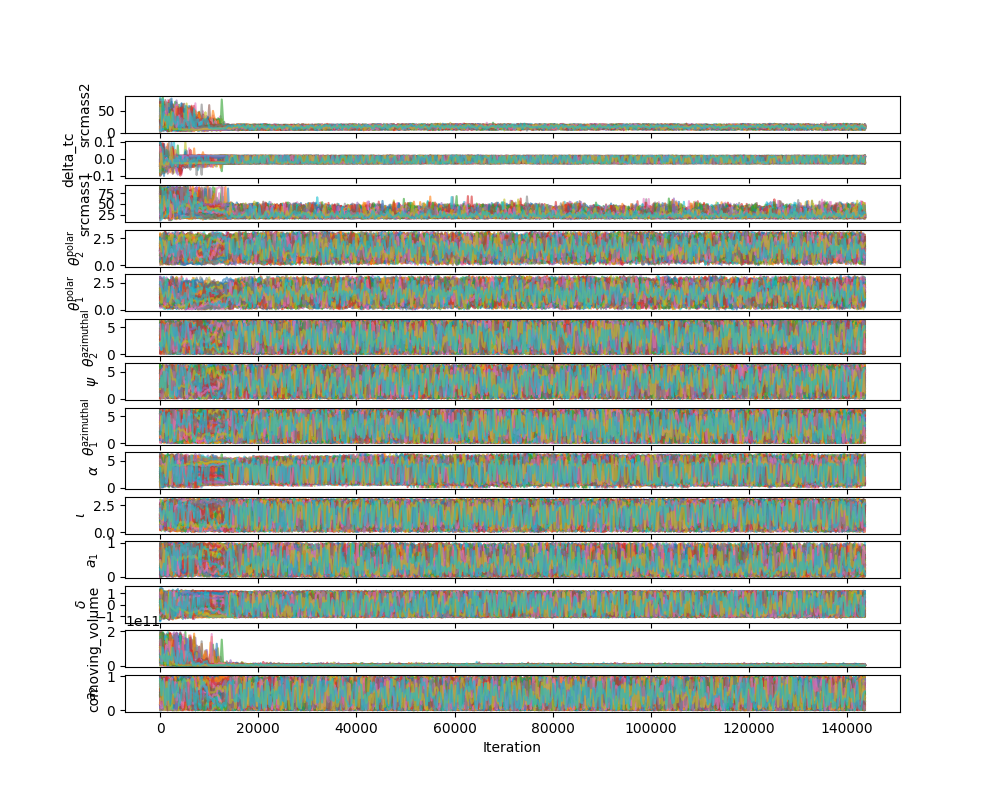 srcmass2
50
0
delta_tc
0.1
0.0
0.1
srcmass1
75
50
25
θ₂^polar
2.5
0.0
θ₁^polar
2.5
0.0
θ₂^azimuthal
5
0
ψ
5
0
θ₁^azimuthal
5
0
α
5
0
ι
2.5
0.0
a₁
1
0
δ
1
0
−1
comoving_volume
1e11
2
0
1
0
0 20000 40000 60000 80000 100000 120000 140000
Iteration